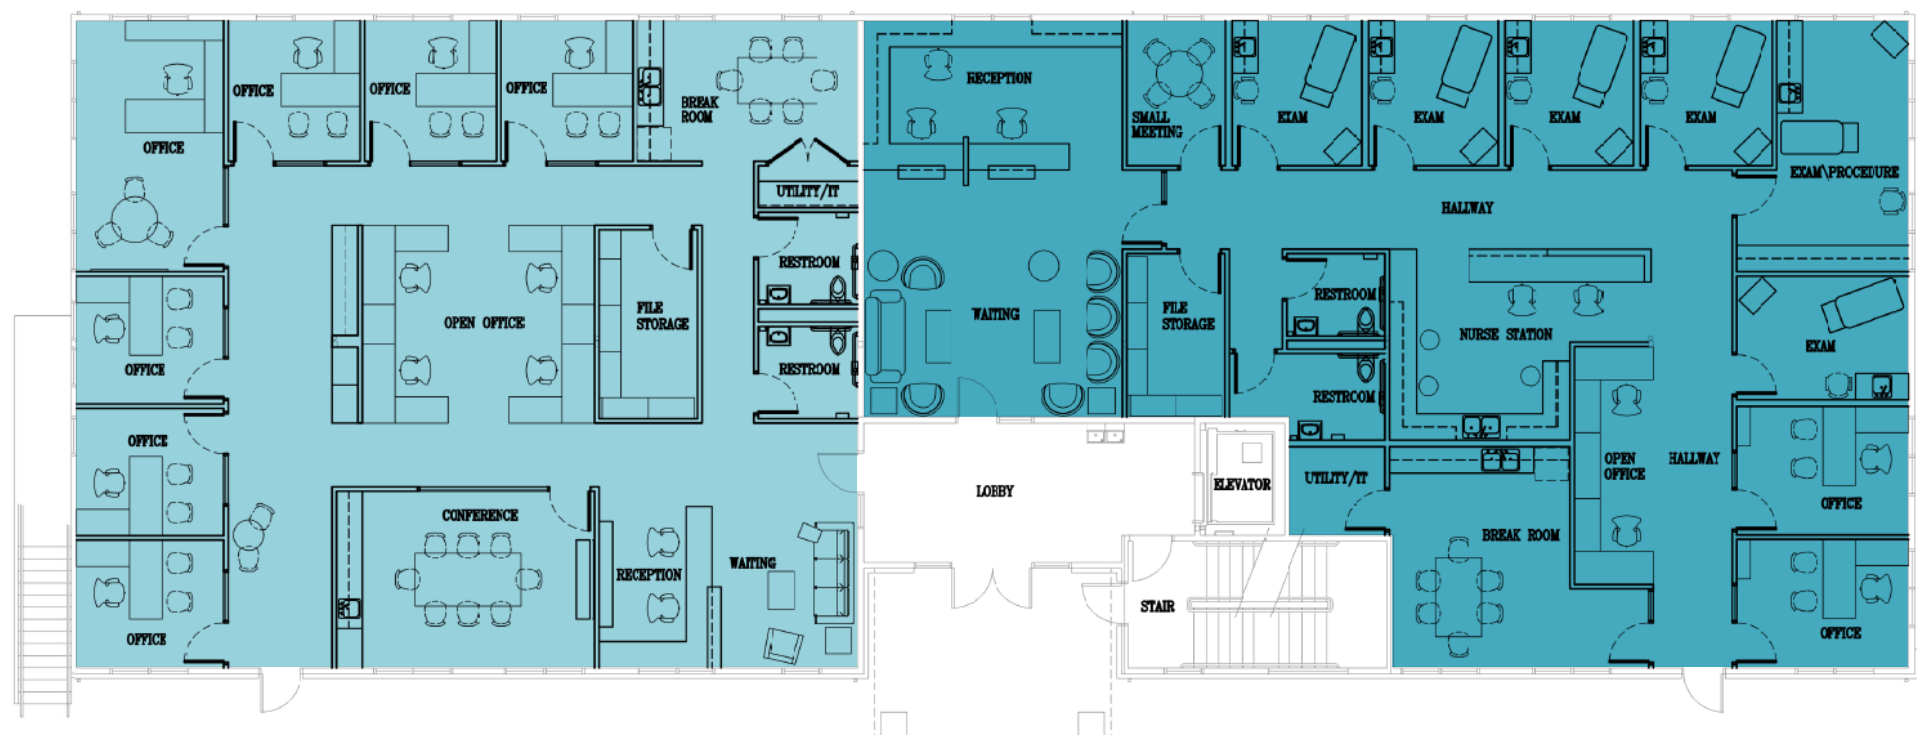 OFFICE
OFFICE
OFFICE
OFFICE
BREAK
ROOM
UTILITY/IT
RESTROOM
RESTROOM
FILE
STORAGE
OPEN OFFICE
OFFICE
OFFICE
OFFICE
CONFERENCE
RECEPTION
WAITING
RECEPTION
WAITING
SMALL
MEETING
EXAM
EXAM
EXAM
EXAM
EXAM\PROCEDURE
HALLWAY
FILE
STORAGE
RESTROOM
RESTROOM
NURSE STATION
EXAM
OPEN
OFFICE
HALLWAY
OFFICE
OFFICE
UTILITY/IT
BREAK ROOM
LOBBY
ELEVATOR
STAIR